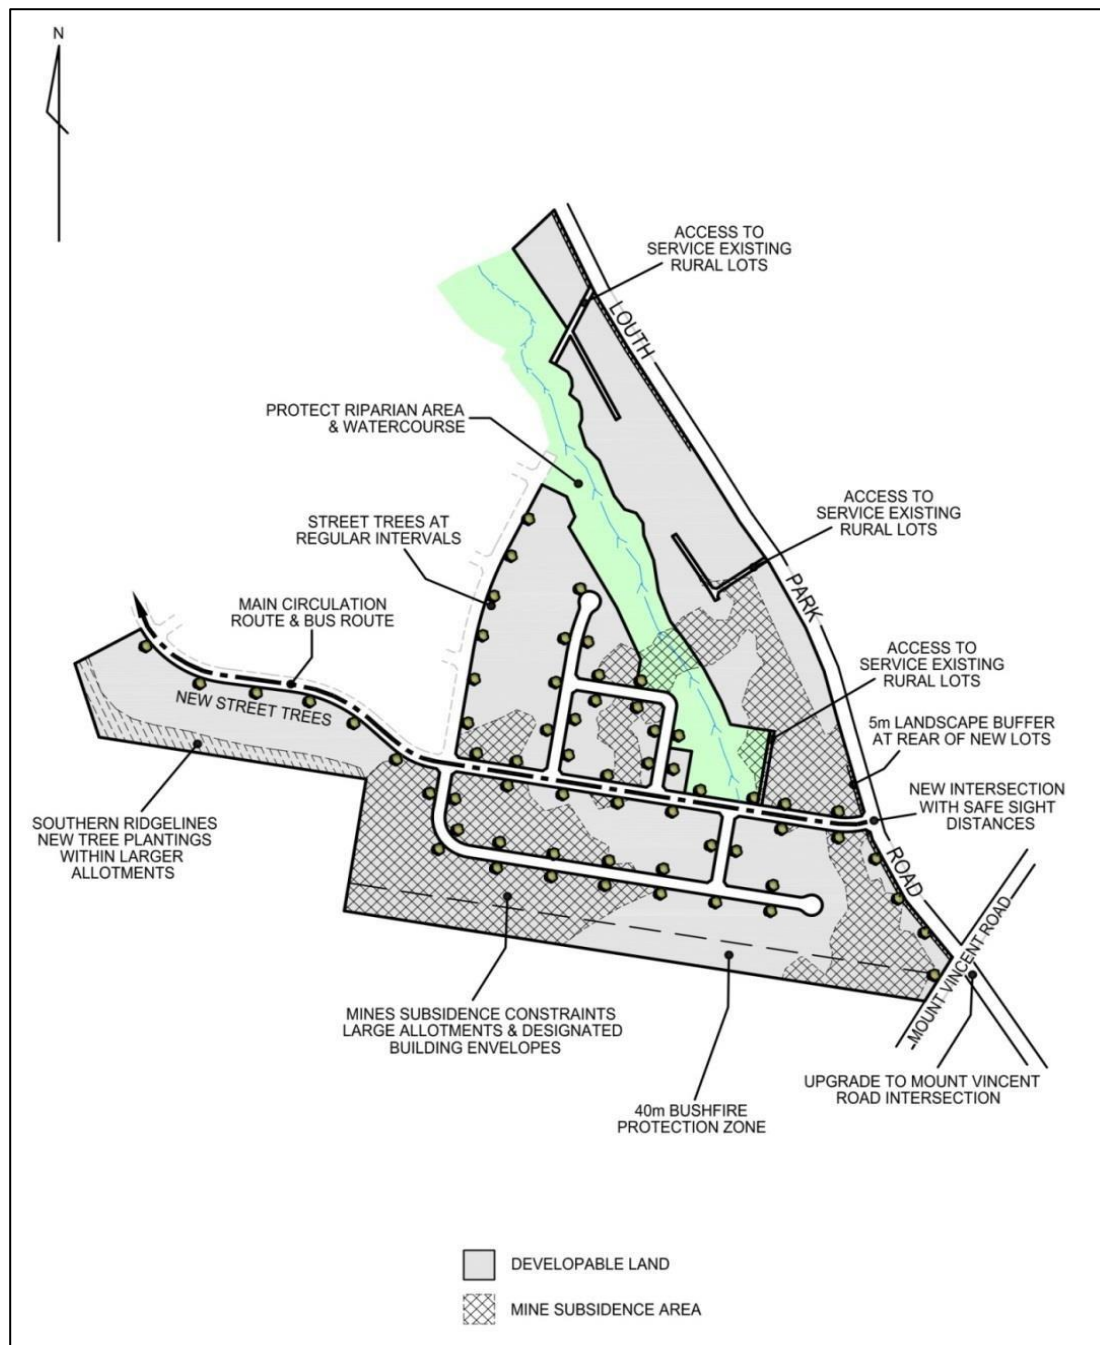 N
ACCESS TO
SERVICE EXISTING
RURAL LOTS
LOUTH
PROTECT RIPARIAN AREA
& WATERCOURSE
ACCESS TO
SERVICE EXISTING
RURAL LOTS
STREET TREES AT
REGULAR INTERVALS
PARK
MAIN CIRCULATION
ROUTE & BUS ROUTE
ACCESS TO
SERVICE EXISTING
RURAL LOTS
NEW STREET TREES
5m LANDSCAPE BUFFER
AT REAR OF NEW LOTS
NEW INTERSECTION
WITH SAFE SIGHT
DISTANCES
SOUTHERN RIDGELINES
NEW TREE PLANTINGS
WITHIN LARGER
ALLOTMENTS
ROAD
MOUNT VINCENT ROAD
MINES SUBSIDENCE CONSTRAINTS
LARGE ALLOTMENTS & DESIGNATED
BUILDING ENVELOPES
UPGRADE TO MOUNT VINCENT
ROAD INTERSECTION
40m BUSHFIRE
PROTECTION ZONE
DEVELOPABLE LAND
MINE SUBSIDENCE AREA